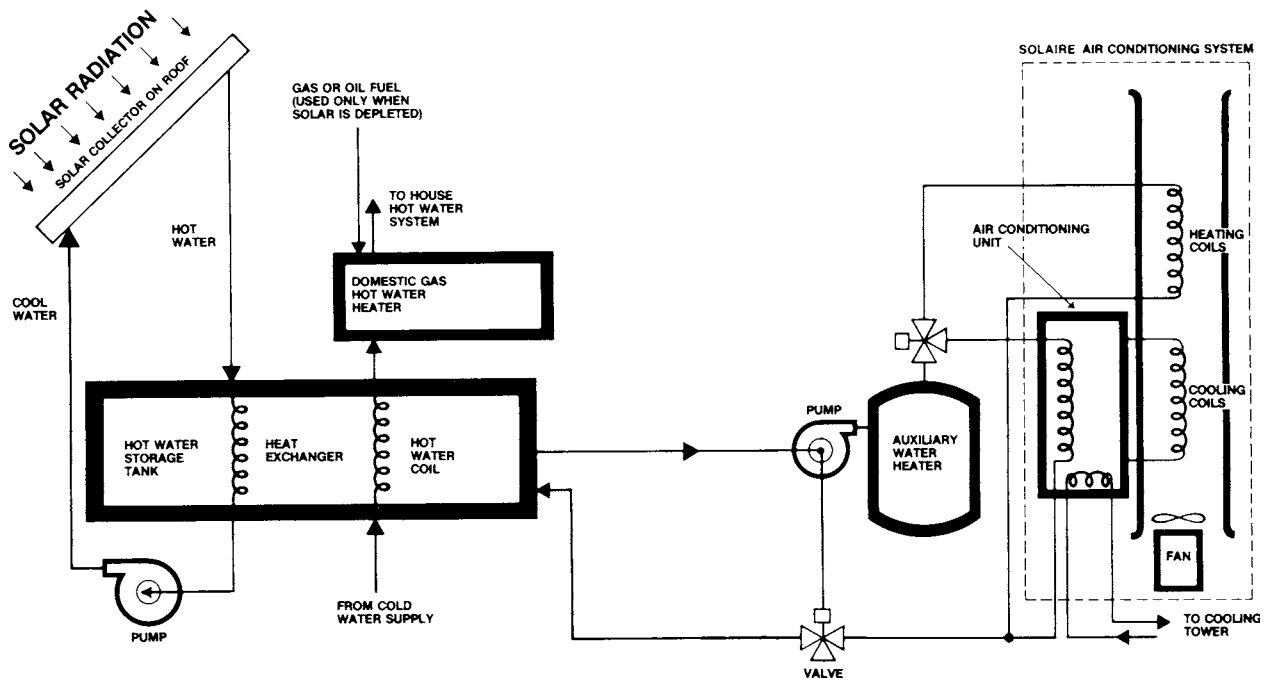 SOLAR RADIATION
SOLAR COLLECTOR ON ROOF
HOT
WATER
COOL
WATER
GAS OR OIL FUEL
(USED ONLY WHEN
SOLAR IS DEPLETED)
TO HOUSE
HOT WATER
SYSTEM
DOMESTIC GAS
HOT WATER
HEATER
HOT WATER
STORAGE
TANK
HEAT
EXCHANGER
HOT
WATER
COIL
PUMP
FROM COLD
WATER SUPPLY
PUMP
AUXILIARY
WATER
HEATER
VALVE
SOLAIRE AIR CONDITIONING SYSTEM
AIR CONDITIONING
UNIT
HEATING
COILS
COOLING
COILS
FAN
TO COOLING
TOWER